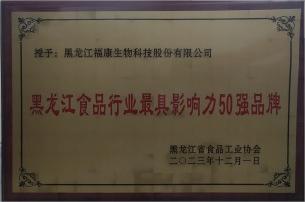 授予：黑龙江福康生物科技股份有限公司
黑龙江食品行业最具影响力50强品牌
黑龙江省食品工业协会
二〇二三年十二月一日